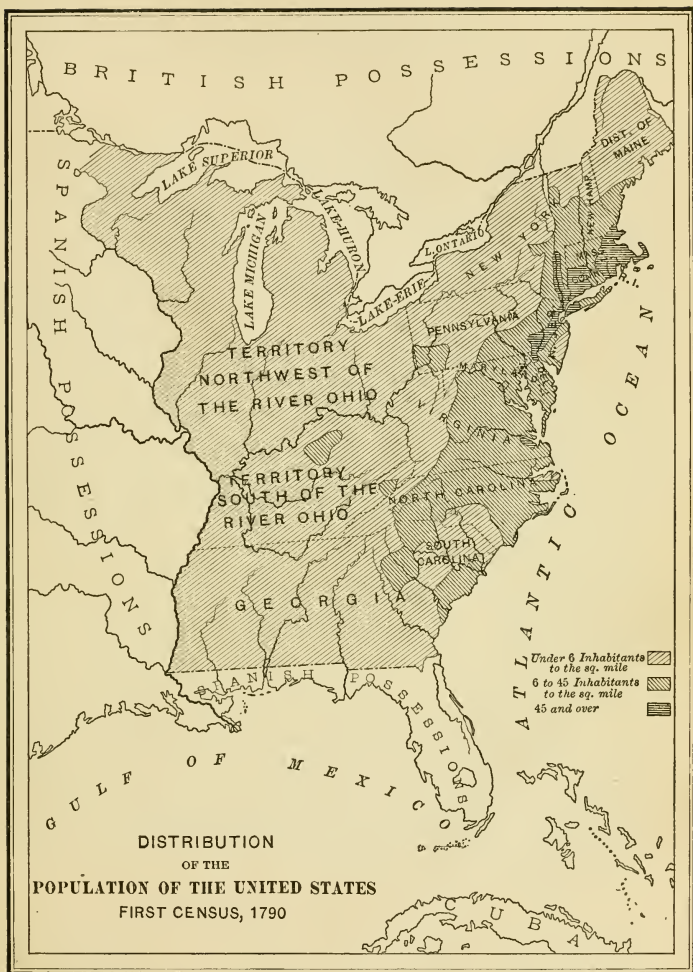 BRITISH POSSESSIONS
SPANISH POSSESSIONS
LAKE SUPERIOR
LAKE MICHIGAN
LAKE-HURON
L. ONTARIO
LAKE-ERIE
DIST. OF
MAINE
NEW HAMP.
NEW YORK
PENNSYLVANIA
MARYLAND
VIRGINIA
NORTH CAROLINA
SOUTH
CAROLINA
GEORGIA
TERRITORY
NORTHWEST OF
THE RIVER OHIO
TERRITORY
SOUTH OF THE
RIVER OHIO
SPANISH POSSESSIONS
ATLANTIC OCEAN
GULF OF MEXICO
CUBA
Under 6 Inhabitants
to the sq. mile
6 to 45 Inhabitants
to the sq. mile
45 and over
DISTRIBUTION
OF THE
POPULATION OF THE UNITED STATES
FIRST CENSUS, 1790